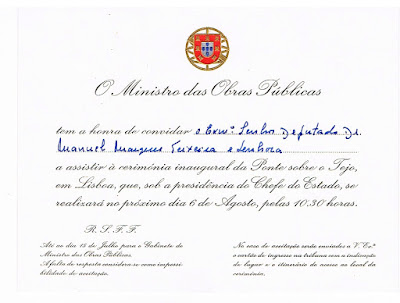 O Ministro das Obras Públicas
tem a honra de convidar o Exmº. Senhor Deputado Dr.
Manuel Marques Teixeira e senhora
a assistir à cerimónia inaugural da Ponte sobre o Tejo,
em Lisboa, que, sob a presidência do Chefe do Estado, se
realizará no próximo dia 6 de Agosto, pelas 10,30 horas.
R. S. F. F.
Até ao dia 15 de Julho para o Gabinete do
Ministro das Obras Públicas.
A falta de resposta considera-se como impossi-
bilidade de aceitação.
No caso de aceitação será enviado a V. Ex.ª
o cartão de ingresso na tribuna com a indicação
do lugar e o itinerário de acesso ao local da
cerimónia.